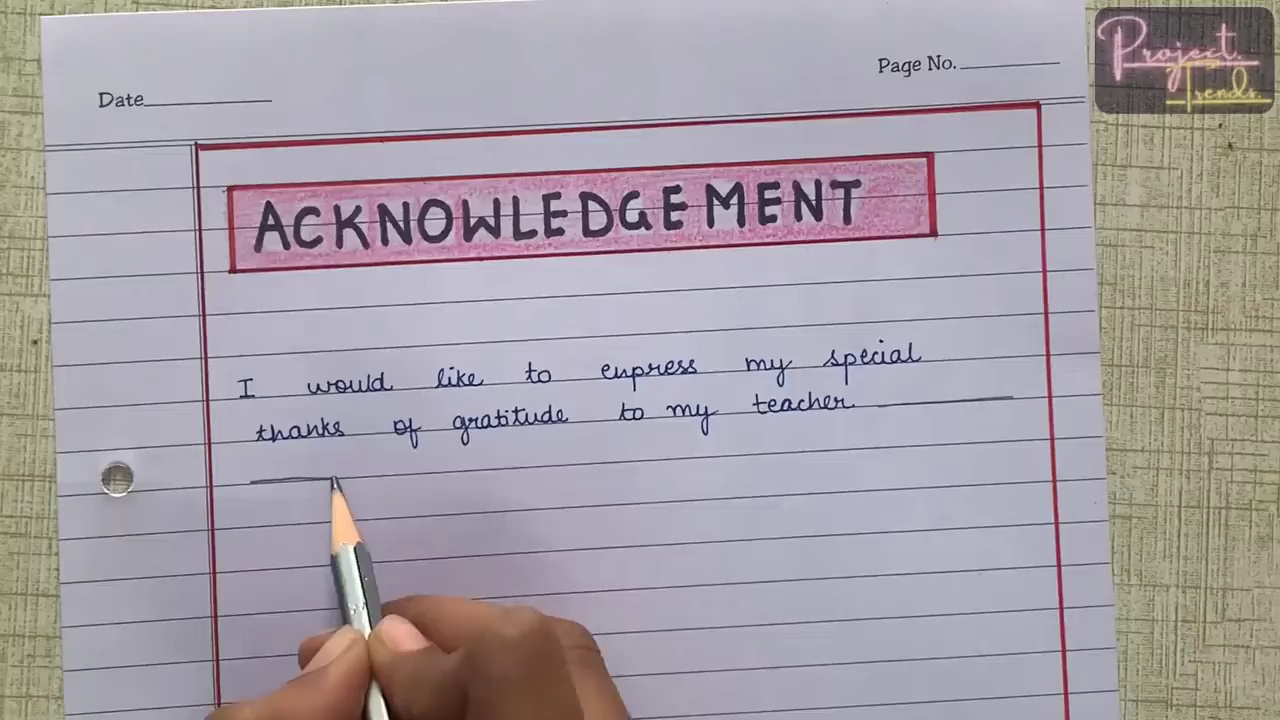 Project.
Trends.
Page No.
Date
ACKNOWLEDGEMENT
I would like to express my special
thanks of gratitude to my teacher